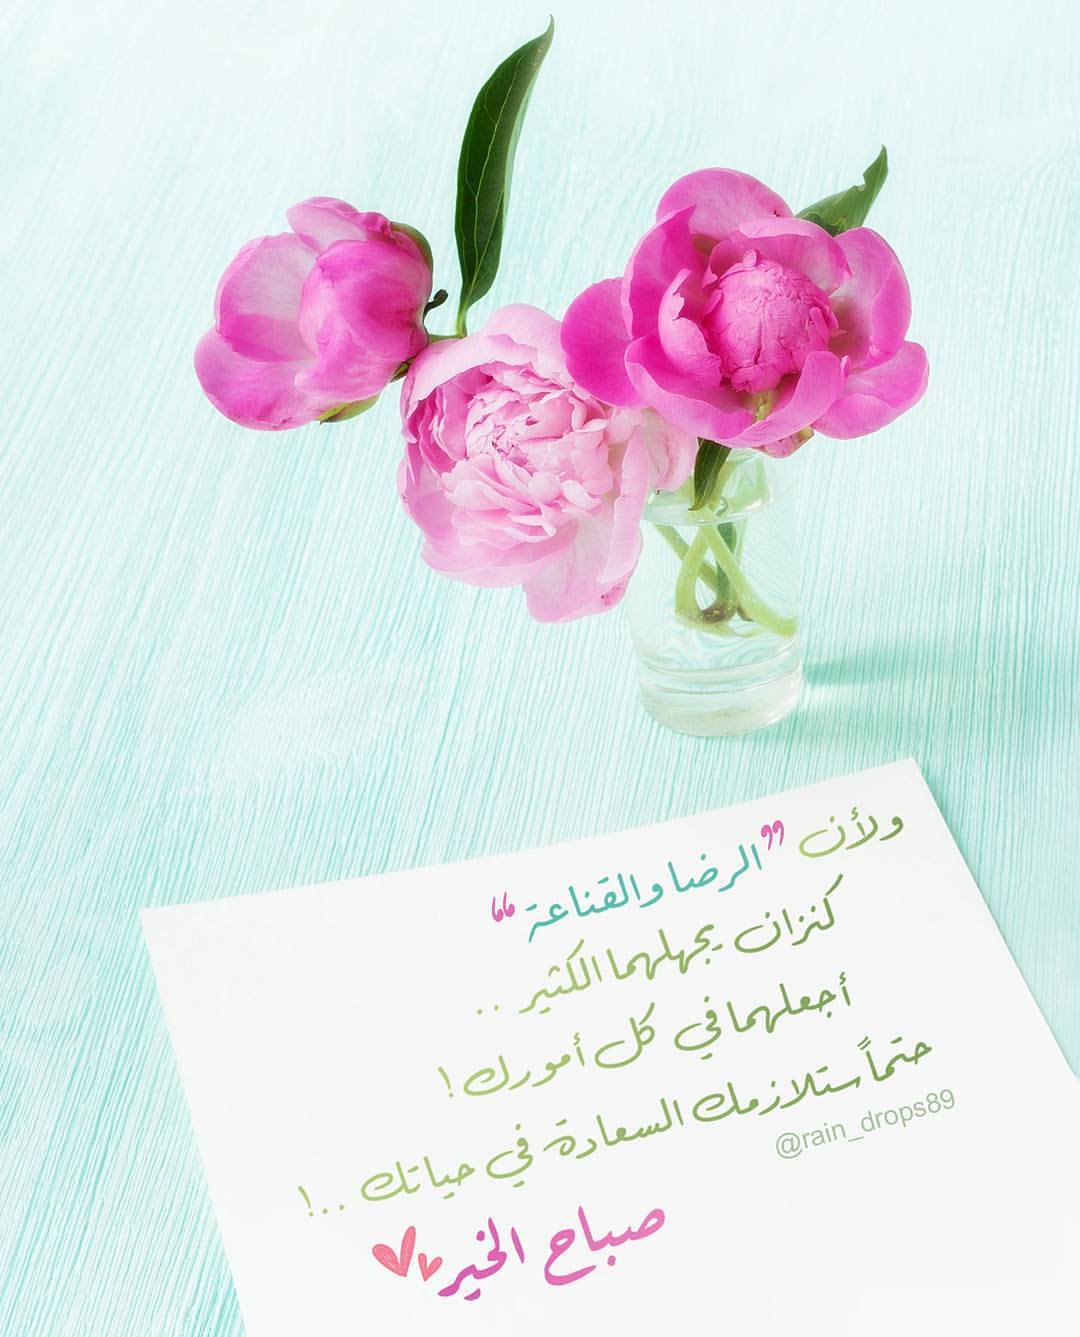 ولأن "الرضا والقناعة"
كنزان يجهلهما الكثير ..
أجعلهما في كل أمورك !
حتماً ستلازمك السعادة في حياتك ..!
@rain_drops89
صباح الخير